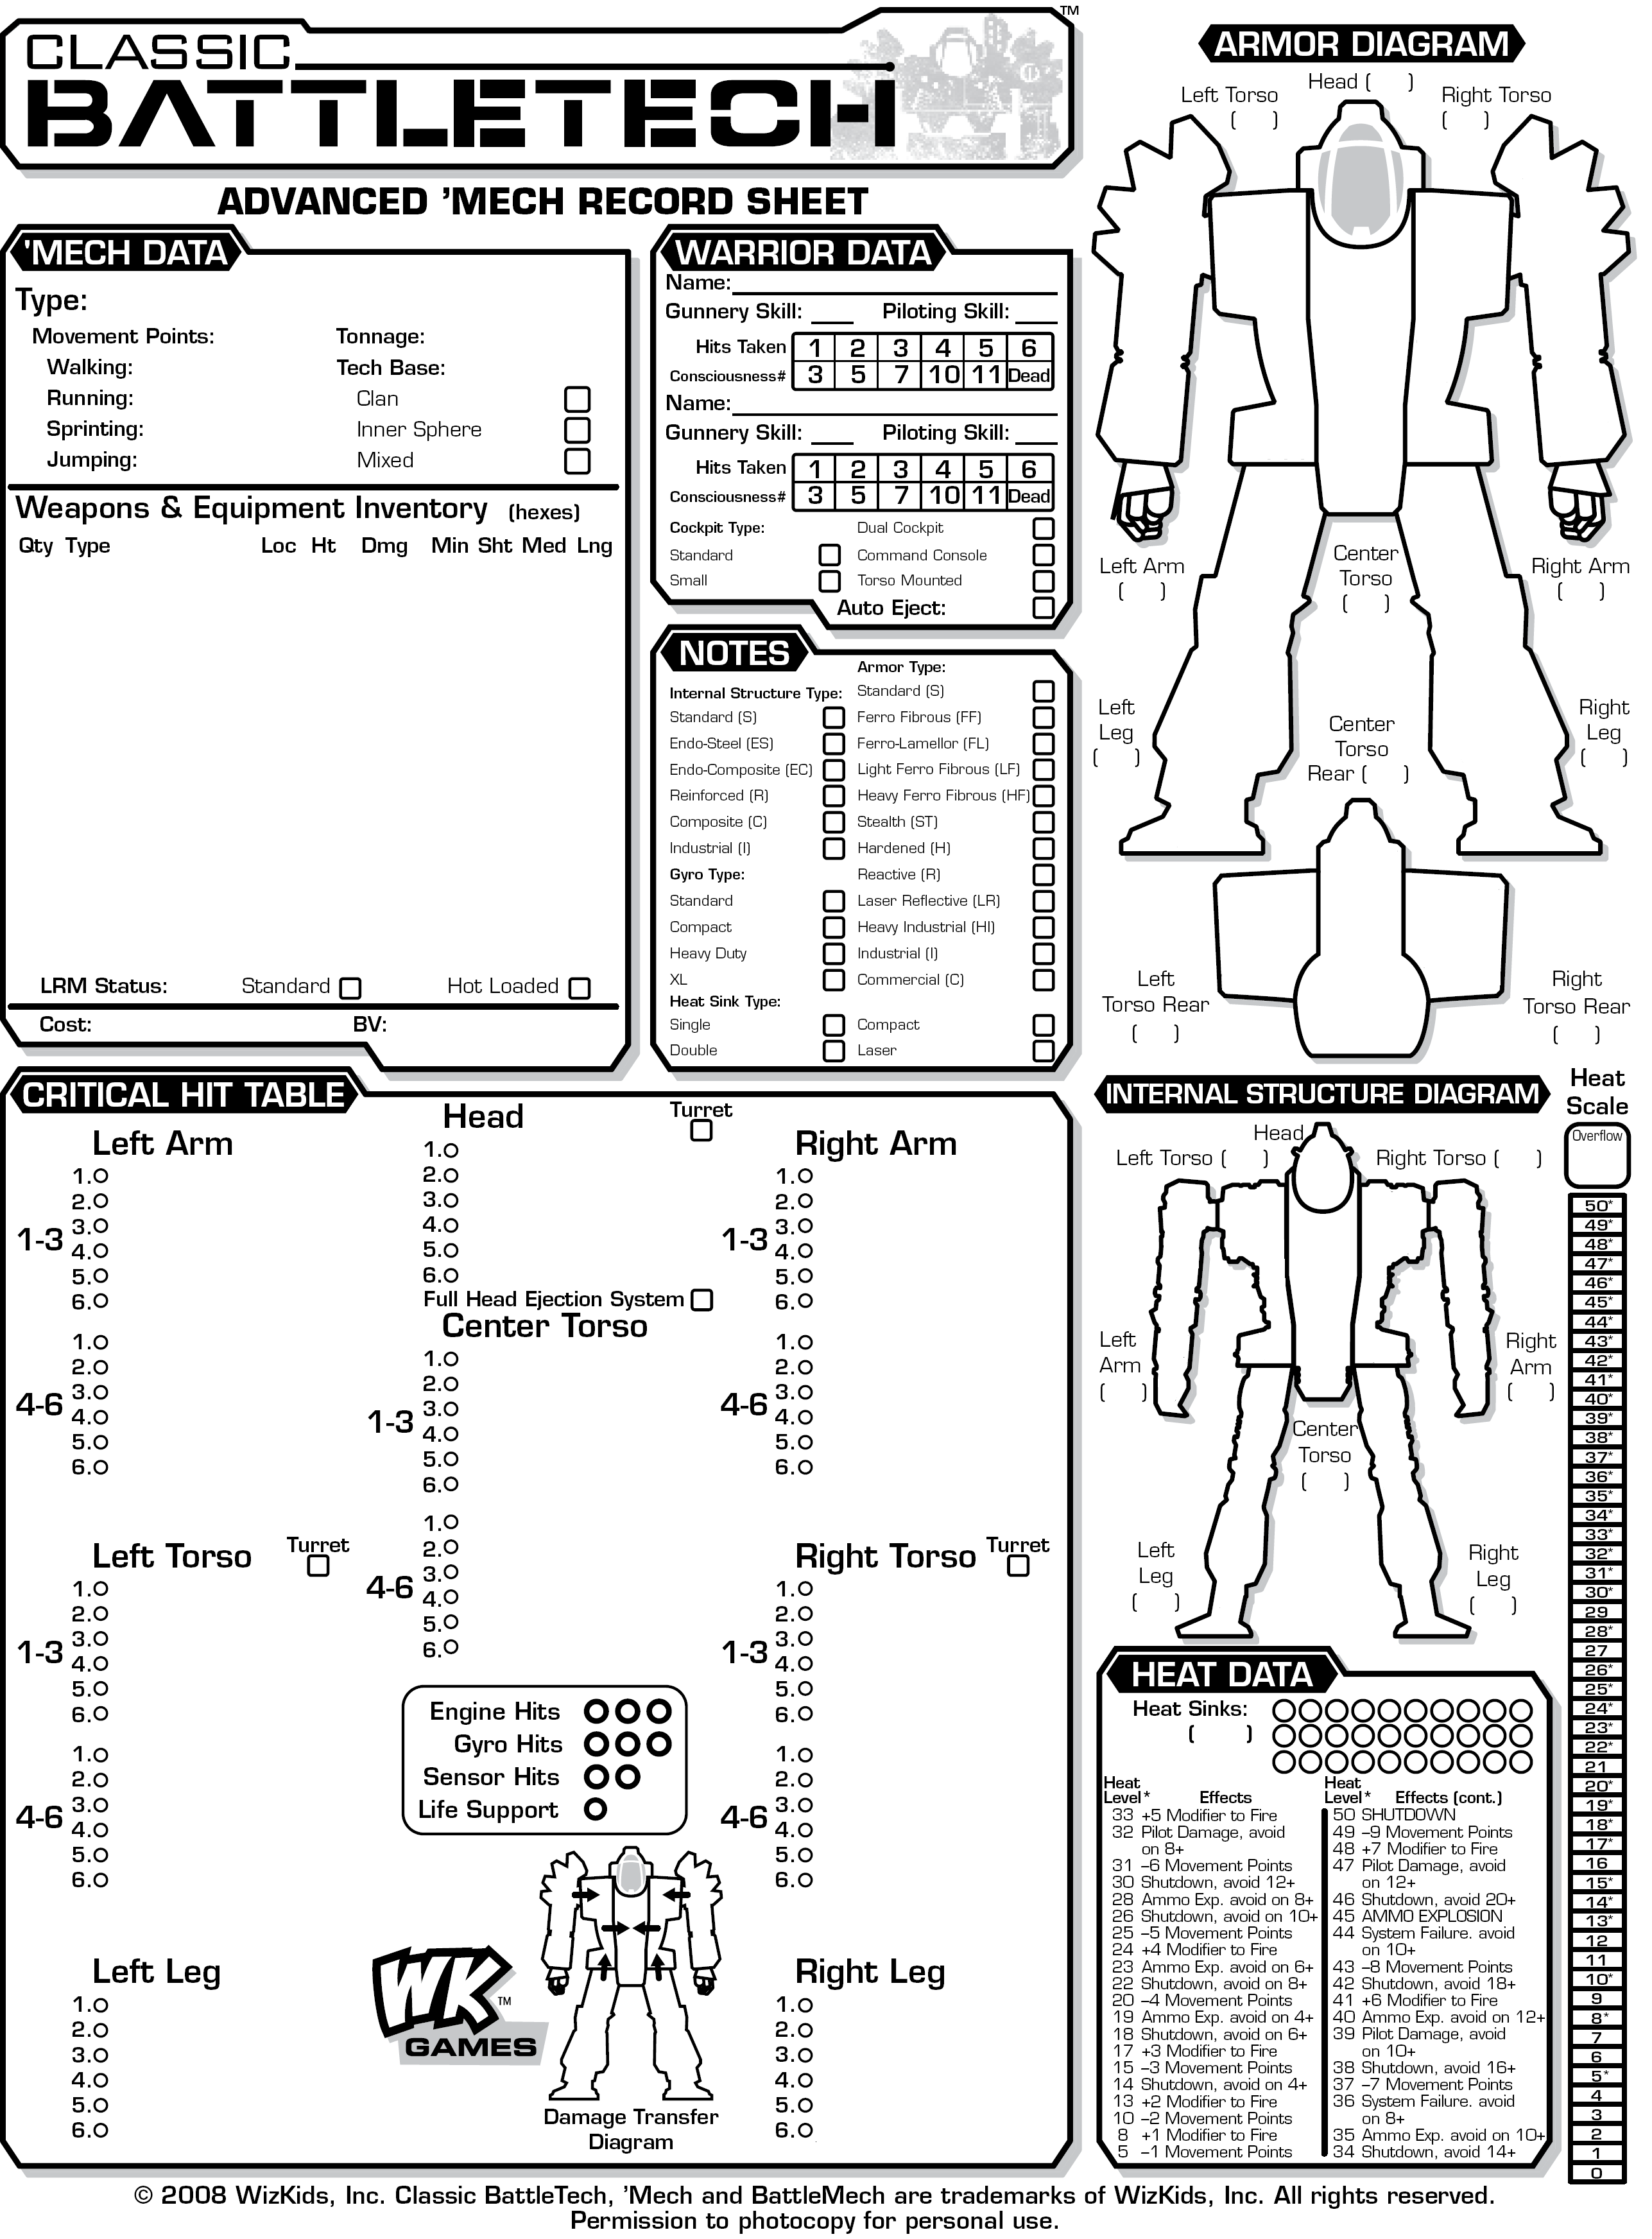 CLASSIC
BATTLETECH
™
ADVANCED ’MECH RECORD SHEET
’MECH DATA
Type:
Movement Points: Tonnage:
Walking: Tech Base:
Running: Clan
Sprinting: Inner Sphere
Jumping: Mixed
Weapons & Equipment Inventory (hexes)
Qty Type Loc Ht Dmg Min Sht Med Lng
LRM Status: Standard Hot Loaded
Cost: BV:
WARRIOR DATA
Name:
Gunnery Skill: Piloting Skill:
Hits Taken 1 2 3 4 5 6
Consciousness# 3 5 7 10 11 Dead
Name:
Gunnery Skill: Piloting Skill:
Hits Taken 1 2 3 4 5 6
Consciousness# 3 5 7 10 11 Dead
Cockpit Type: Dual Cockpit
Standard Command Console
Small Torso Mounted
Auto Eject:
NOTES
Armor Type:
Internal Structure Type: Standard (S)
Standard (S) Ferro Fibrous (FF)
Endo-Steel (ES) Ferro-Lamellor (FL)
Endo-Composite (EC) Light Ferro Fibrous (LF)
Reinforced (R) Heavy Ferro Fibrous (HF)
Composite (C) Stealth (ST)
Industrial (I) Hardened (H)
Gyro Type: Reactive (R)
Standard Laser Reflective (LR)
Compact Heavy Industrial (HI)
Heavy Duty Industrial (I)
XL Commercial (C)
Heat Sink Type:
Single Compact
Double Laser
ARMOR DIAGRAM
Head ( )
Left Torso Right Torso
( ) ( )
Left Arm Center Right Arm
( ) Torso ( )
( )
Left Right
Leg Center Leg
( ) Torso ( )
Rear ( )
Left Right
Torso Rear Torso Rear
( ) ( )
CRITICAL HIT TABLE
Left Arm
1-3
1.
2.
3.
4.
5.
6.
4-6
1.
2.
3.
4.
5.
6.
Head
Turret
1.
2.
3.
4.
5.
6.
Full Head Ejection System
Center Torso
1-3
1.
2.
3.
4.
5.
6.
4-6
1.
2.
3.
4.
5.
6.
Right Arm
1-3
1.
2.
3.
4.
5.
6.
4-6
1.
2.
3.
4.
5.
6.
Left Torso Turret
1-3
1.
2.
3.
4.
5.
6.
4-6
1.
2.
3.
4.
5.
6.
Right Torso Turret
1-3
1.
2.
3.
4.
5.
6.
4-6
1.
2.
3.
4.
5.
6.
Engine Hits
Gyro Hits
Sensor Hits
Life Support
Left Leg
1.
2.
3.
4.
5.
6.
WK ™
GAMES
Damage Transfer
Diagram
Right Leg
1.
2.
3.
4.
5.
6.
INTERNAL STRUCTURE DIAGRAM
Head
Left Torso ( ) Right Torso ( )
Left Right
Arm Arm
( ) ( )
Center
Torso
( )
Left Right
Leg Leg
( ) ( )
HEAT DATA
Heat Sinks:
( )
Heat
Level* Effects
33 +5 Modifier to Fire
32 Pilot Damage, avoid
on 8+
31 –6 Movement Points
30 Shutdown, avoid 12+
28 Ammo Exp. avoid on 8+
26 Shutdown, avoid on 10+
25 –5 Movement Points
24 +4 Modifier to Fire
23 Ammo Exp. avoid on 6+
22 Shutdown, avoid on 8+
20 –4 Movement Points
19 Ammo Exp. avoid on 4+
18 Shutdown, avoid on 6+
17 +3 Modifier to Fire
15 –3 Movement Points
14 Shutdown, avoid on 4+
13 +2 Modifier to Fire
10 –2 Movement Points
8 +1 Modifier to Fire
5 –1 Movement Points
Heat
Level* Effects (cont.)
50 SHUTDOWN
49 –9 Movement Points
48 +7 Modifier to Fire
47 Pilot Damage, avoid
on 12+
46 Shutdown, avoid 20+
45 AMMO EXPLOSION
44 System Failure. avoid
on 10+
43 –8 Movement Points
42 Shutdown, avoid 18+
41 +6 Modifier to Fire
40 Ammo Exp. avoid on 12+
39 Pilot Damage, avoid
on 10+
38 Shutdown, avoid 16+
37 –7 Movement Points
36 System Failure. avoid
on 8+
35 Ammo Exp. avoid on 10+
34 Shutdown, avoid 14+
Heat
Scale
Overflow
50*
49*
48*
47*
46*
45*
44*
43*
42*
41*
40*
39*
38*
37*
36*
35*
34*
33*
32*
31*
30*
29
28*
27
26*
25*
24*
23*
22*
21
20*
19*
18*
17*
16
15*
14*
13*
12
11
10*
9
8*
7
6
5*
4
3
2
1
0
© 2008 WizKids, Inc. Classic BattleTech, ’Mech and BattleMech are trademarks of WizKids, Inc. All rights reserved.
Permission to photocopy for personal use.